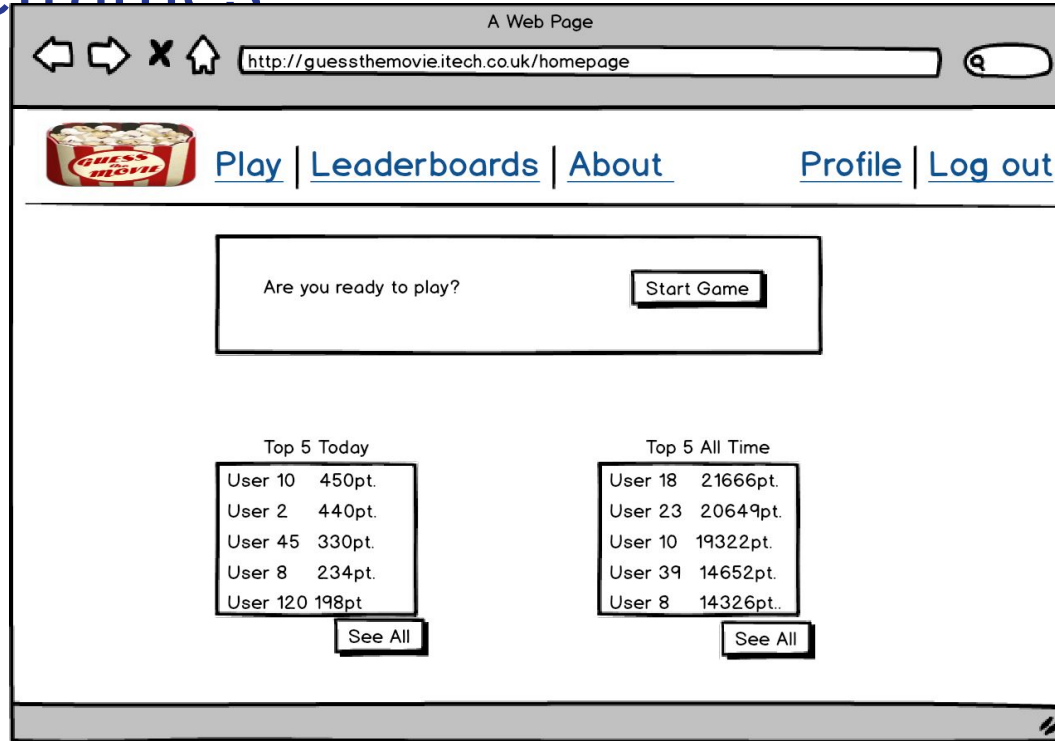 A Web Page
http://guessthemovie.itech.co.uk/homepage
GUESS the MOVIE
Play | Leaderboards | About Profile | Log out
Are you ready to play? Start Game
Top 5 Today
User 10 450pt.
User 2 440pt.
User 45 330pt.
User 8 234pt.
User 120 198pt
See All
Top 5 All Time
User 18 21666pt.
User 23 20649pt.
User 10 19322pt.
User 39 14652pt.
User 8 14326pt..
See All